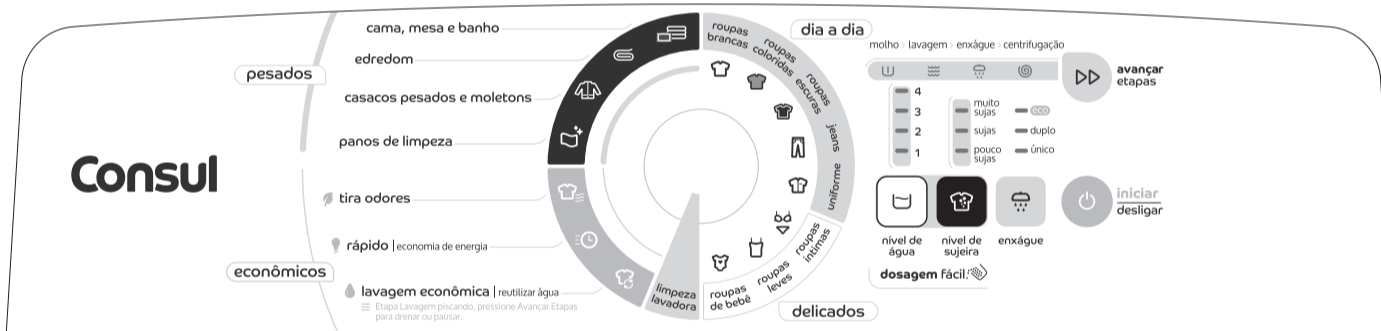 Consul
pesados
cama, mesa e banho
edredom
casacos pesados e moletons
panos de limpeza
econômicos
tira odores
rápido | economia de energia
lavagem econômica | reutilizar água
Etapa Lavagem piscando, pressione Avançar Etapas
para drenar ou pausar.
dia a dia
roupas
brancas
roupas
coloridas
roupas
escuras
jeans
uniforme
roupas
íntimas
roupas
leves
roupas
de bebê
limpeza
lavadora
delicados
molho › lavagem › enxágue › centrifugação
avançar
etapas
4
3
2
1
muito
sujas
sujas
pouco
sujas
eco
duplo
único
iniciar
desligar
nível de
água
nível de
sujeira
enxágue
dosagem fácil!